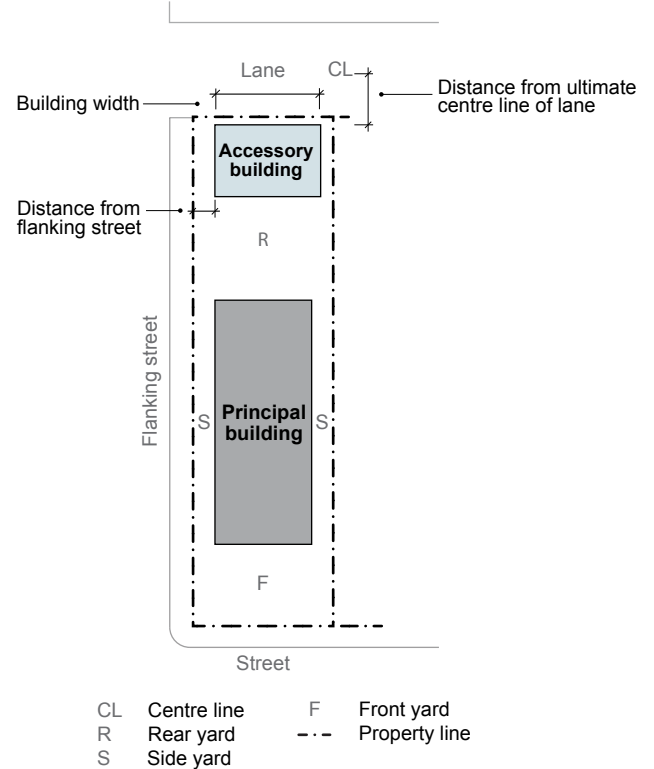 Lane
CL
Distance from ultimate
centre line of lane
Building width
Accessory
building
Distance from
flanking street
R
Flanking street
S
Principal
building
S
F
Street
CL Centre line
R Rear yard
S Side yard
F Front yard
Property line